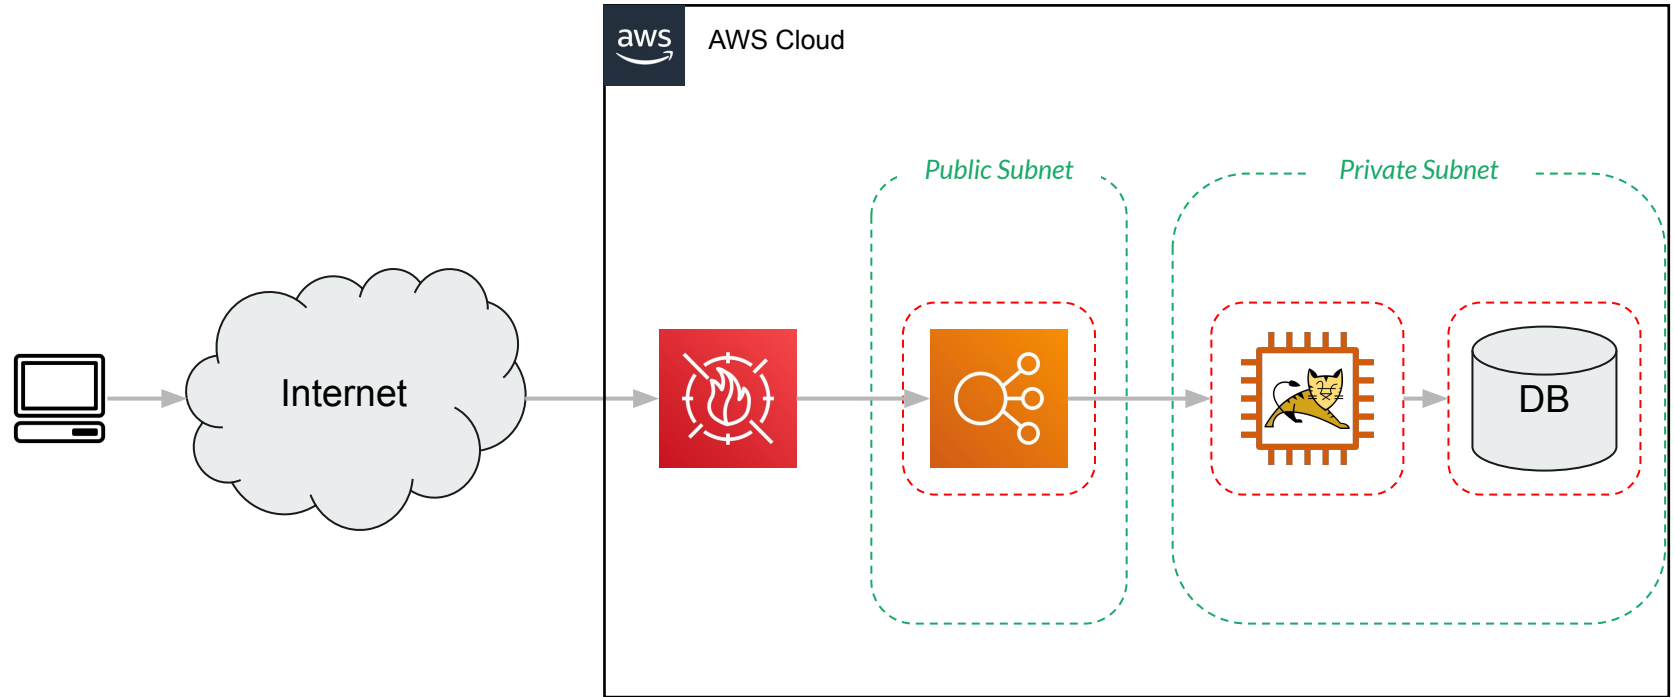 aws
AWS Cloud
Public Subnet
Private Subnet
Internet
DB